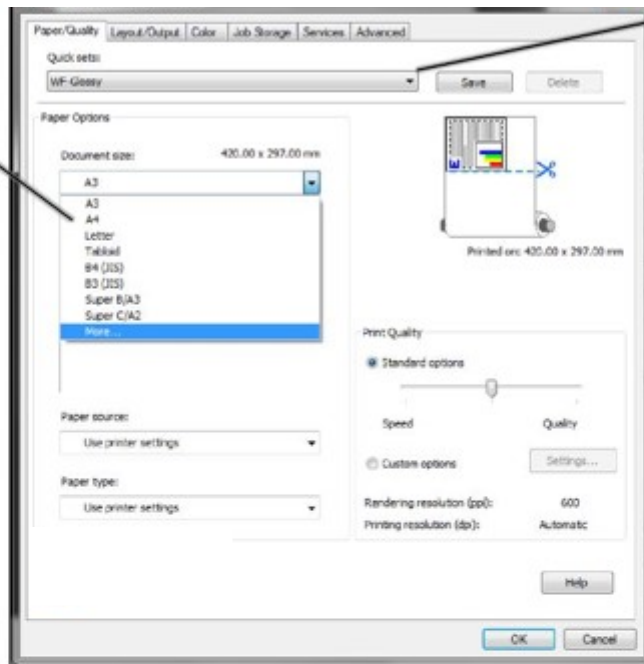 Paper/Quality Layout/Output Color Job Storage Services Advanced
Quick sets:
WF-Glossy
Save
Delete
Paper Options
Document size: 420.00 x 297.00 mm
A3
A3
A4
Letter
Tabloid
B4 (JIS)
B3 (JIS)
Super B/A3
Super C/A2
More...
Paper source:
Use printer settings
Paper type:
Use printer settings
E
Printed on: 420.00 x 297.00 mm
Print Quality
Standard options
Speed Quality
Custom options Settings...
Rendering resolution (ppi): 600
Printing resolution (dpi): Automatic
Help
OK Cancel